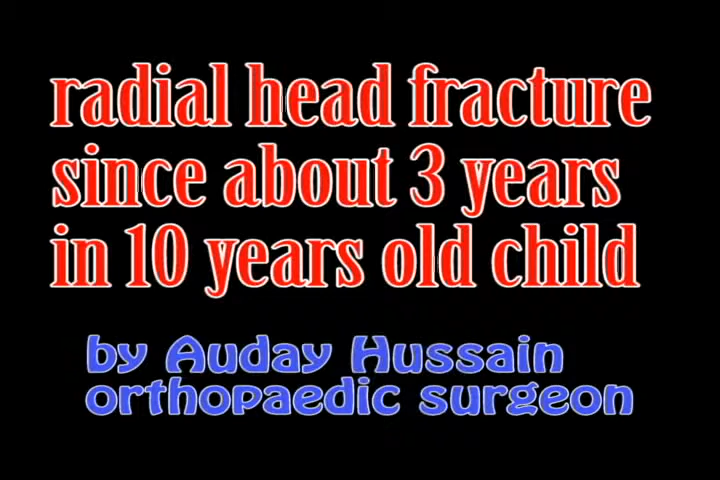 radial head fracture
since about 3 years
in 10 years old child
by Auday Hussain
orthopaedic surgeon